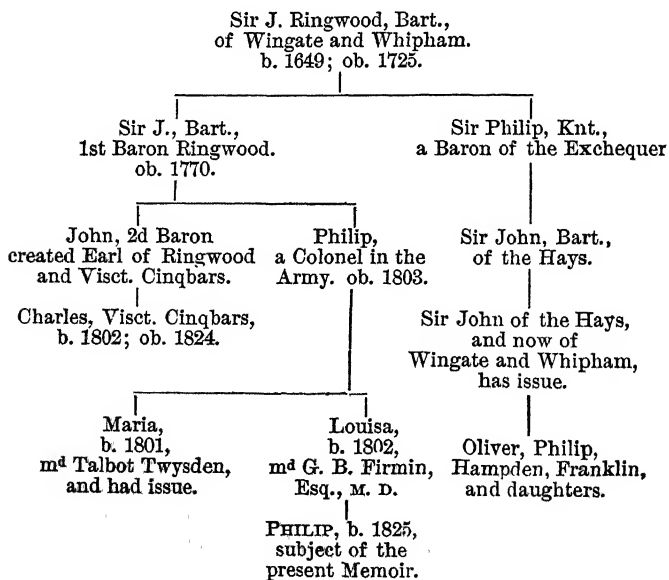 Sir J. Ringwood, Bart.,
of Wingate and Whipham.
b. 1649; ob. 1725.
Sir J., Bart.,
1st Baron Ringwood.
ob. 1770.
Sir Philip, Knt.,
a Baron of the Exchequer
John, 2d Baron
created Earl of Ringwood
and Visct. Cinqbars.
Philip,
a Colonel in the
Army. ob. 1803.
Sir John, Bart.,
of the Hays.
Charles, Visct. Cinqbars,
b. 1802; ob. 1824.
Sir John of the Hays,
and now of
Wingate and Whipham,
has issue.
Maria,
b. 1801,
md Talbot Twysden,
and had issue.
Louisa,
b. 1802,
md G. B. Firmin,
Esq., M. D.
Oliver, Philip,
Hampden, Franklin,
and daughters.
PHILIP, b. 1825,
subject of the
present Memoir.